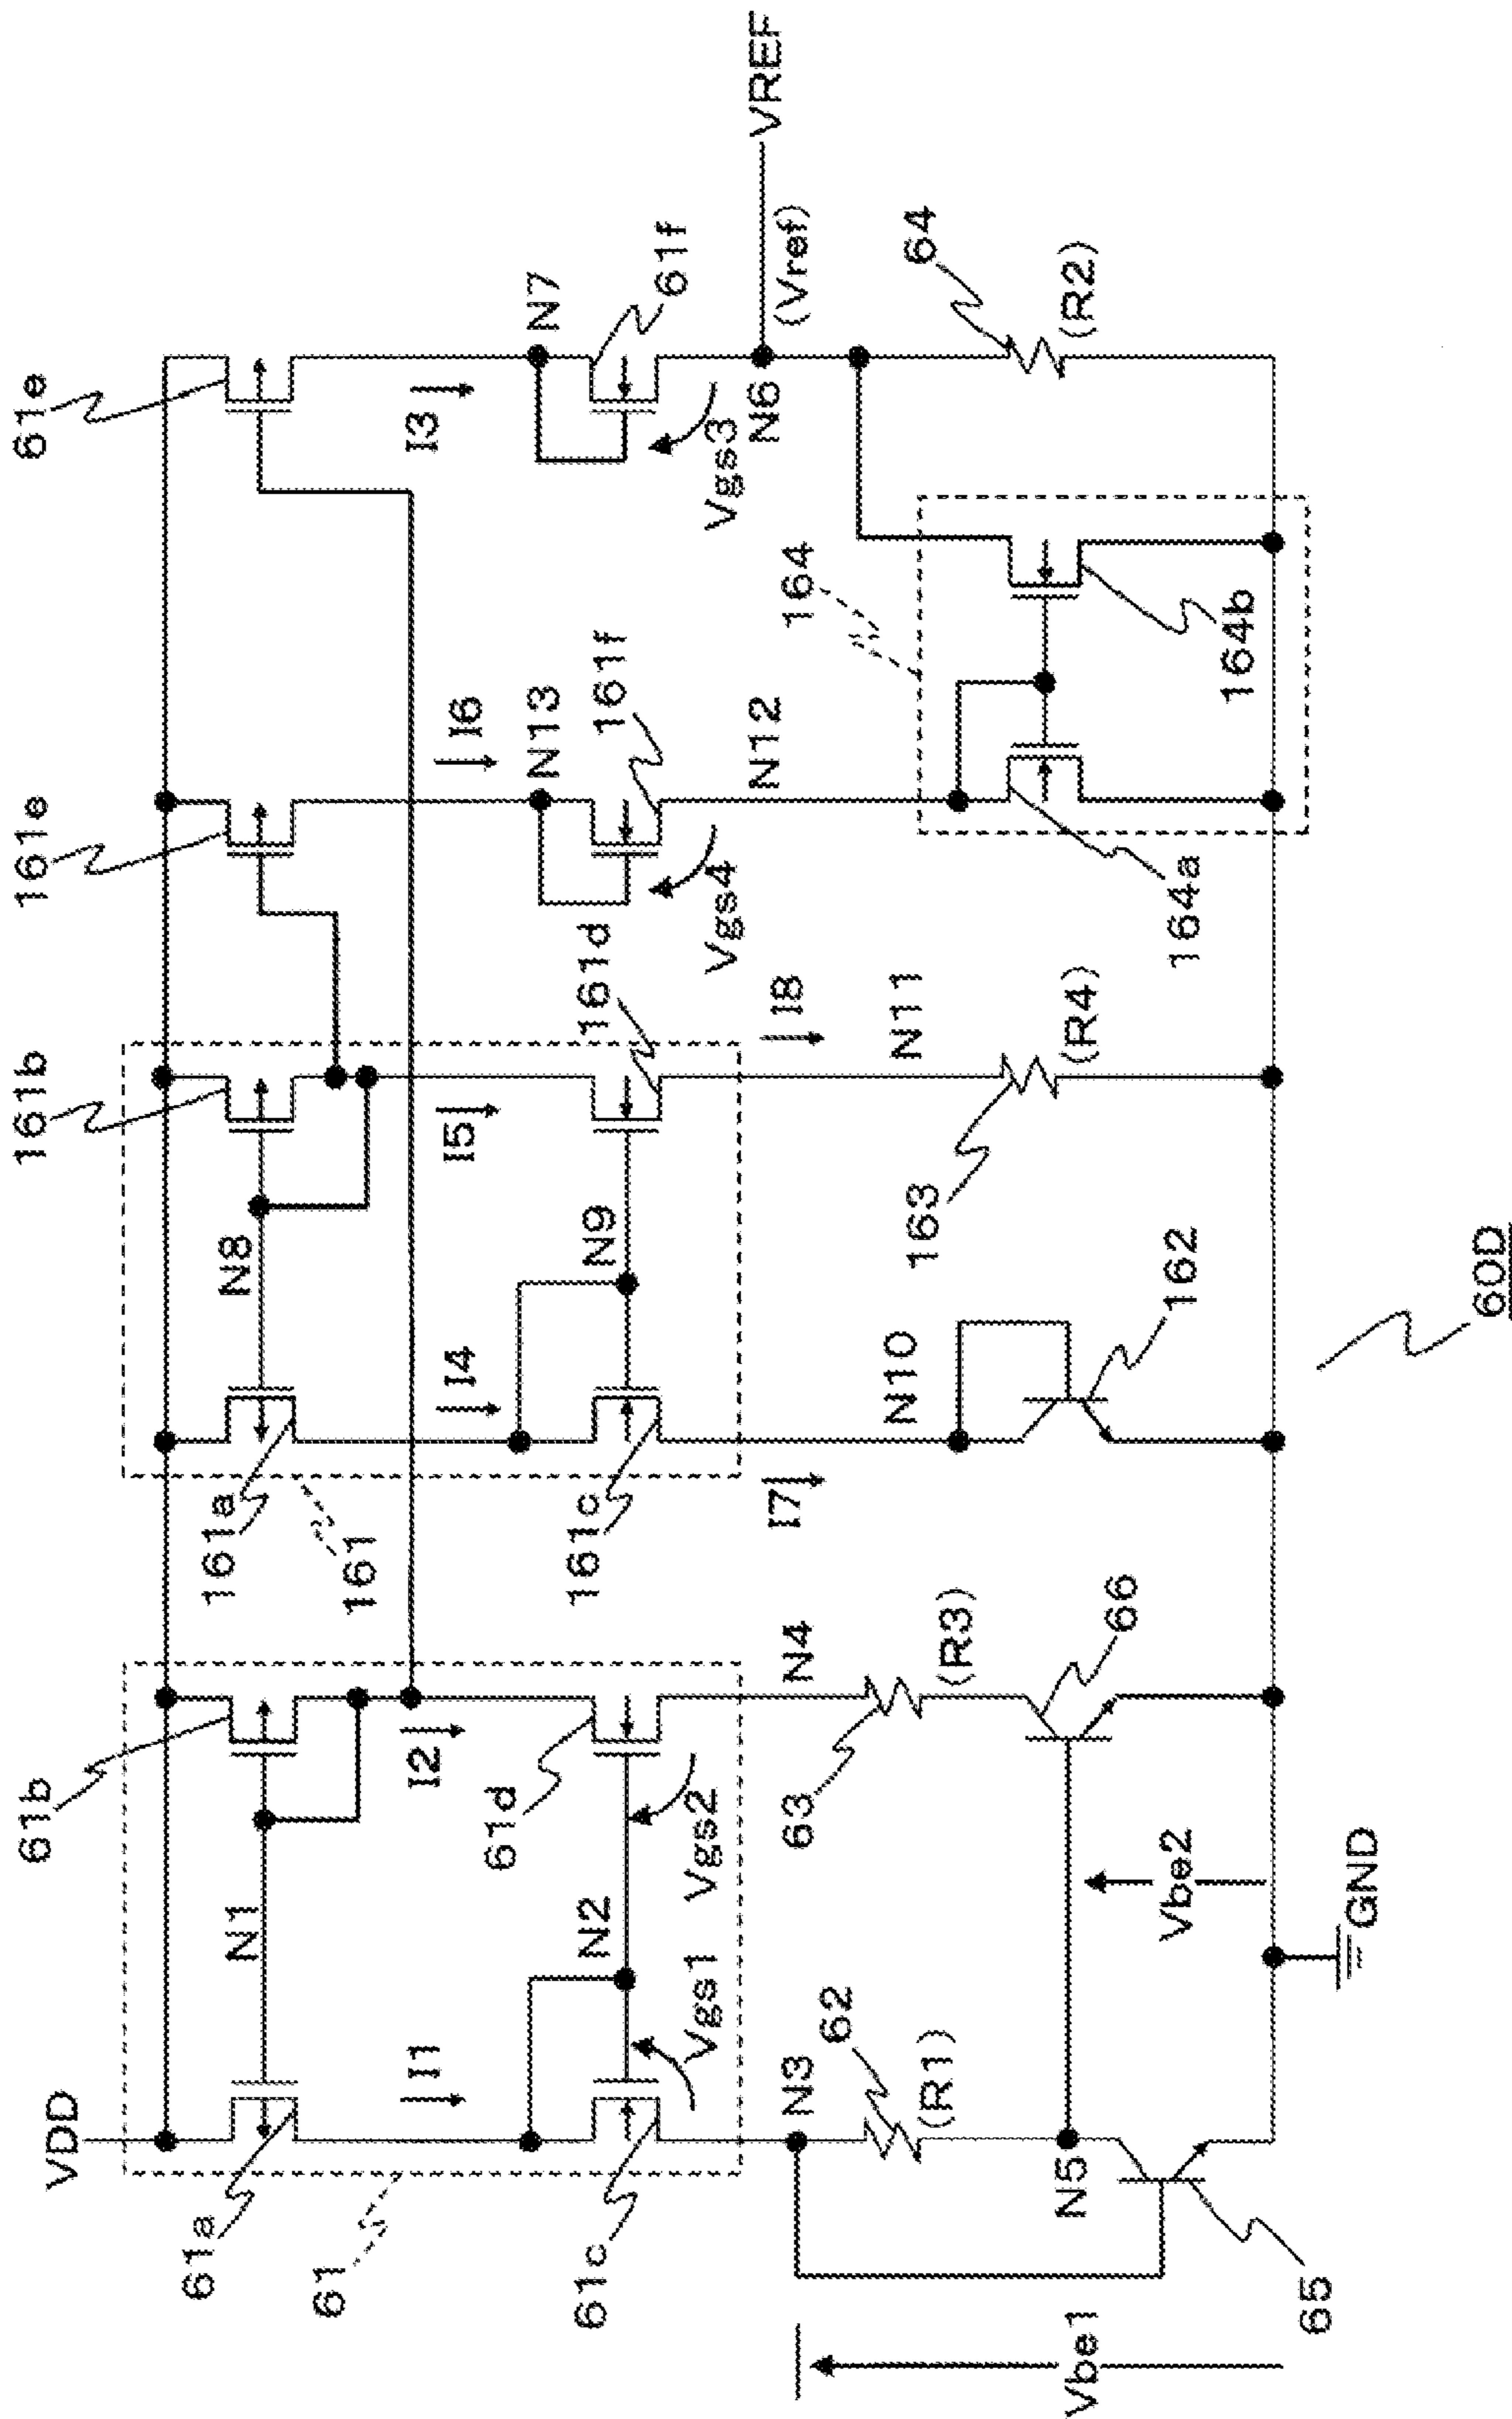 VDD
61a
61
61c
61b
N1
I1
I2
61d
N2
Vgs1
Vgs2
N3
62
(R1)
N4
63
(R3)
N5
66
65
Vbe1
Vbe2
GND
161a
161
161c
161b
N8
I4
I5
N9
161d
I7
N10
162
I8
N11
163
(R4)
161e
I6
N13
161f
Vgs4
N12
164
164a
164b
61e
I3
N7
61f
Vgs3
N6
(Vref)
VREF
64
(R2)
60D